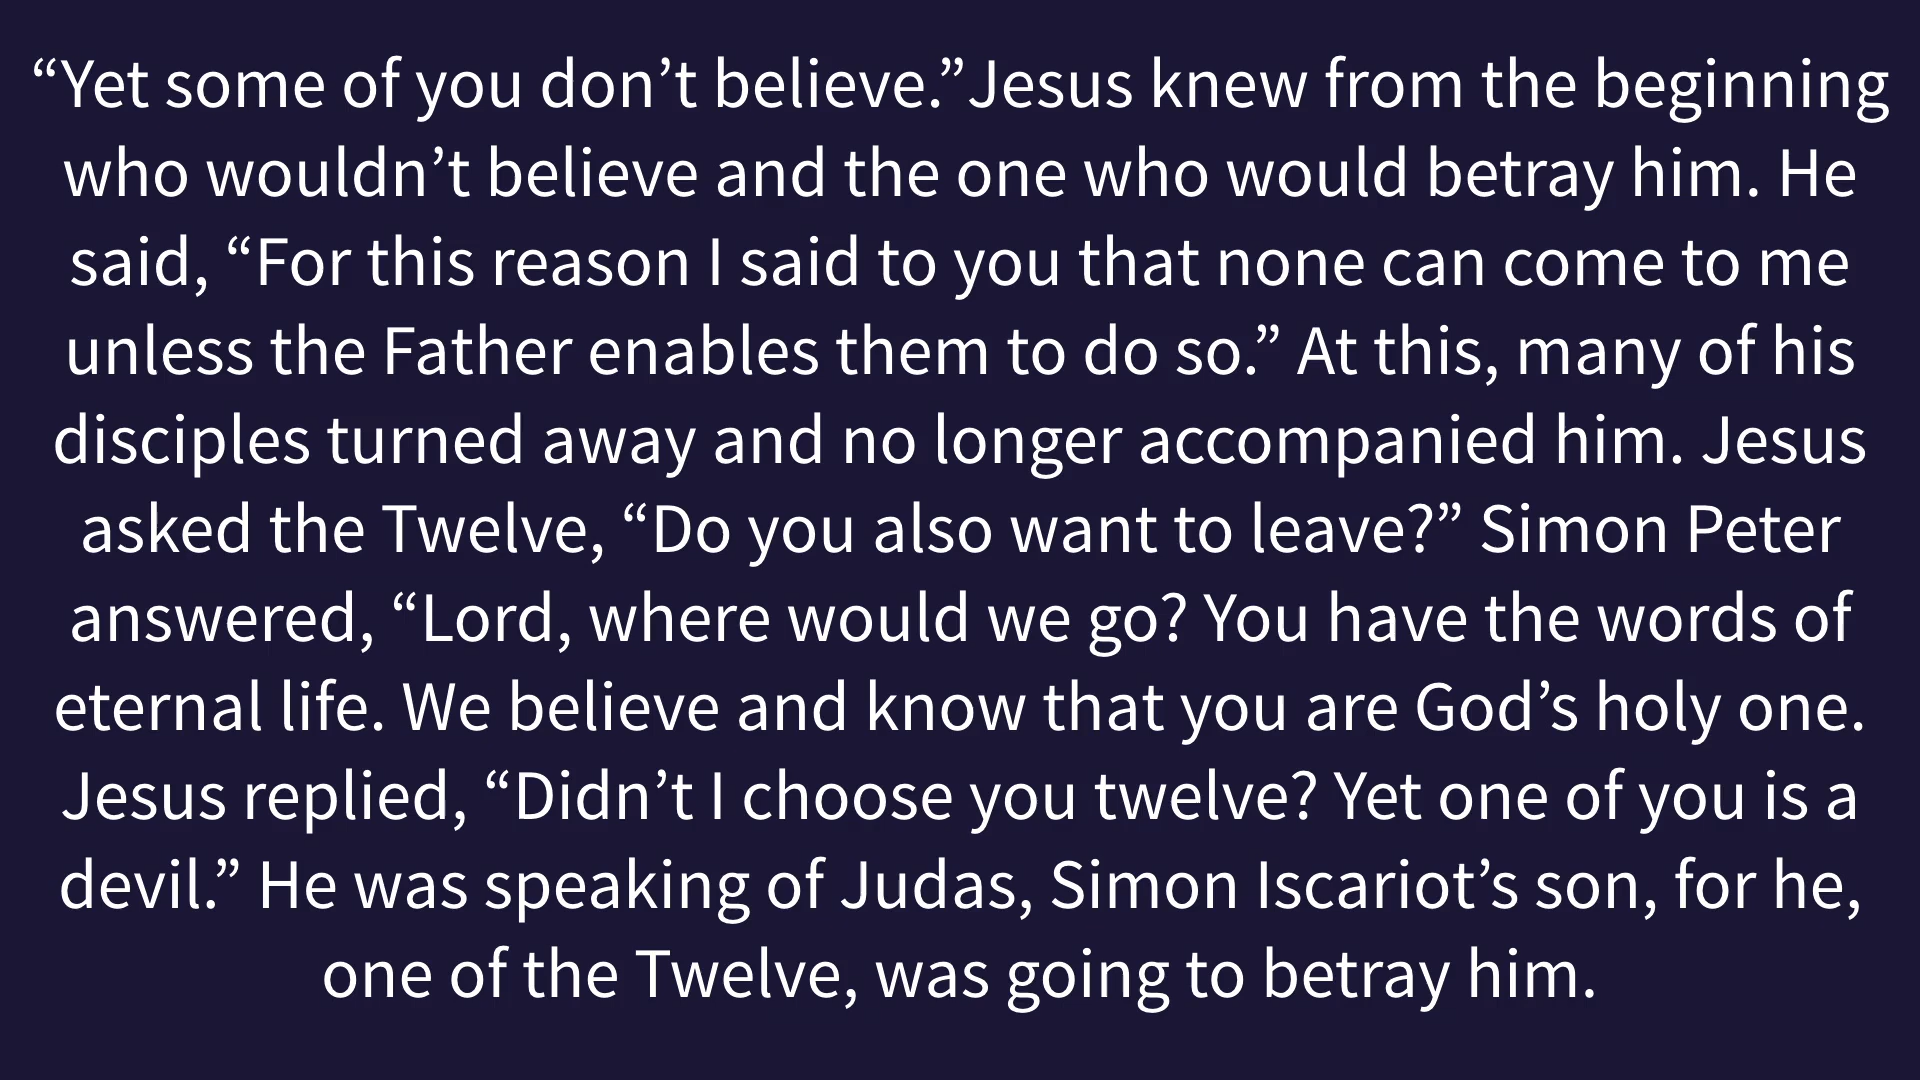 “Yet some of you don’t believe.”Jesus knew from the beginning
who wouldn’t believe and the one who would betray him. He
said, “For this reason I said to you that none can come to me
unless the Father enables them to do so.” At this, many of his
disciples turned away and no longer accompanied him. Jesus
asked the Twelve, “Do you also want to leave?” Simon Peter
answered, “Lord, where would we go? You have the words of
eternal life. We believe and know that you are God’s holy one.
Jesus replied, “Didn’t I choose you twelve? Yet one of you is a
devil.” He was speaking of Judas, Simon Iscariot’s son, for he,
one of the Twelve, was going to betray him.